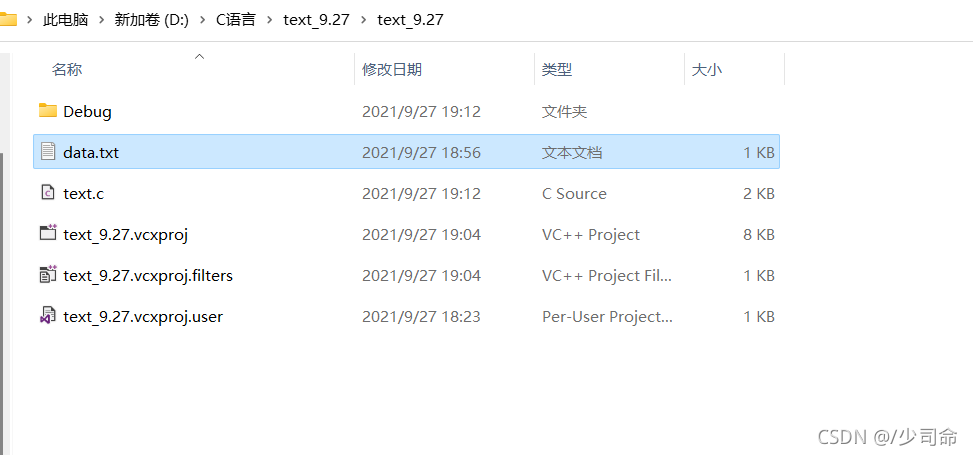 此电脑 > 新加卷 (D:) > C语言 > text_9.27 > text_9.27
名称 修改日期 类型 大小
Debug 2021/9/27 19:12 文件夹
data.txt 2021/9/27 18:56 文本文档 1 KB
text.c 2021/9/27 19:12 C Source 2 KB
text_9.27.vcxproj 2021/9/27 19:04 VC++ Project 8 KB
text_9.27.vcxproj.filters 2021/9/27 19:04 VC++ Project Fil... 1 KB
text_9.27.vcxproj.user 2021/9/27 18:23 Per-User Project... 1 KB
CSDN @/少司命